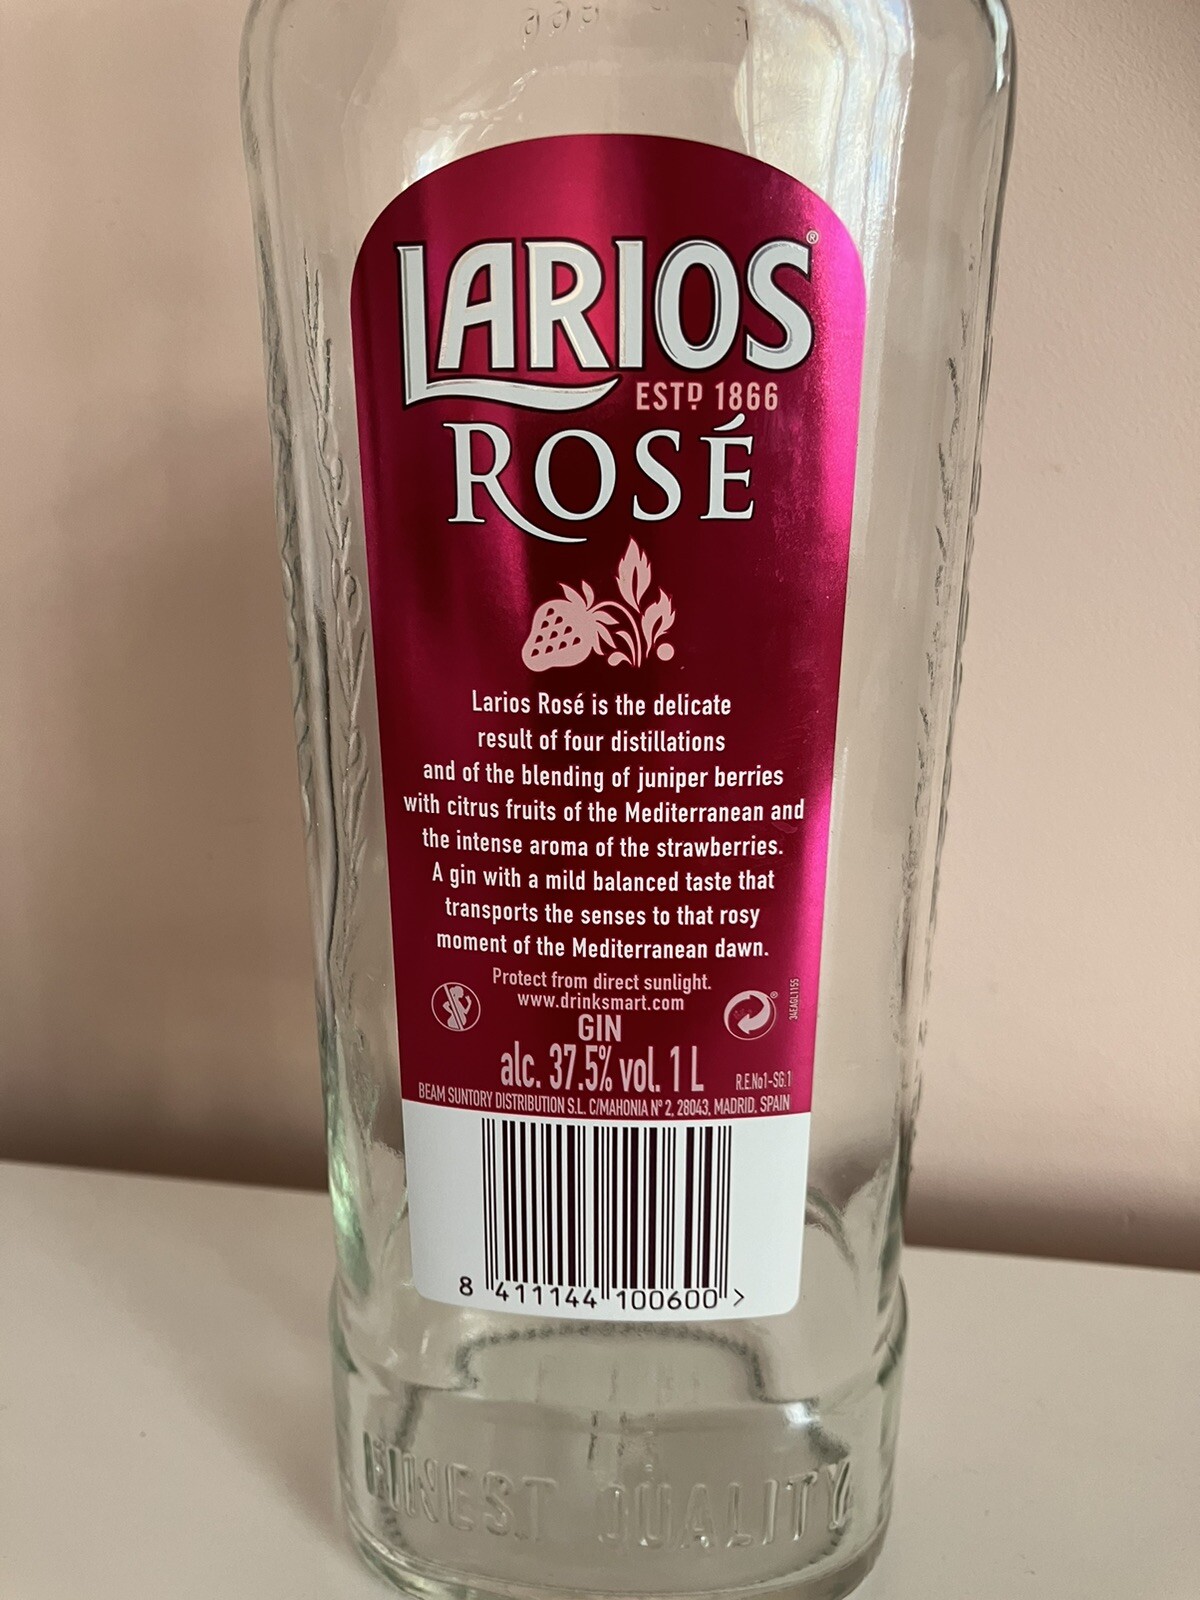 LARIOS®
ESTD 1866
ROSÉ
Larios Rosé is the delicate
result of four distillations
and of the blending of juniper berries
with citrus fruits of the Mediterranean and
the intense aroma of the strawberries.
A gin with a mild balanced taste that
transports the senses to that rosy
moment of the Mediterranean dawn.
Protect from direct sunlight.
www.drinksmart.com
GIN
alc. 37.5% vol. 1 L
R.E.No1-SG.1
34EAGL1155
BEAM SUNTORY DISTRIBUTION S.L. C/MAHONIA Nº 2, 28043, MADRID, SPAIN
8 411144 100600 >
FINEST QUALITY